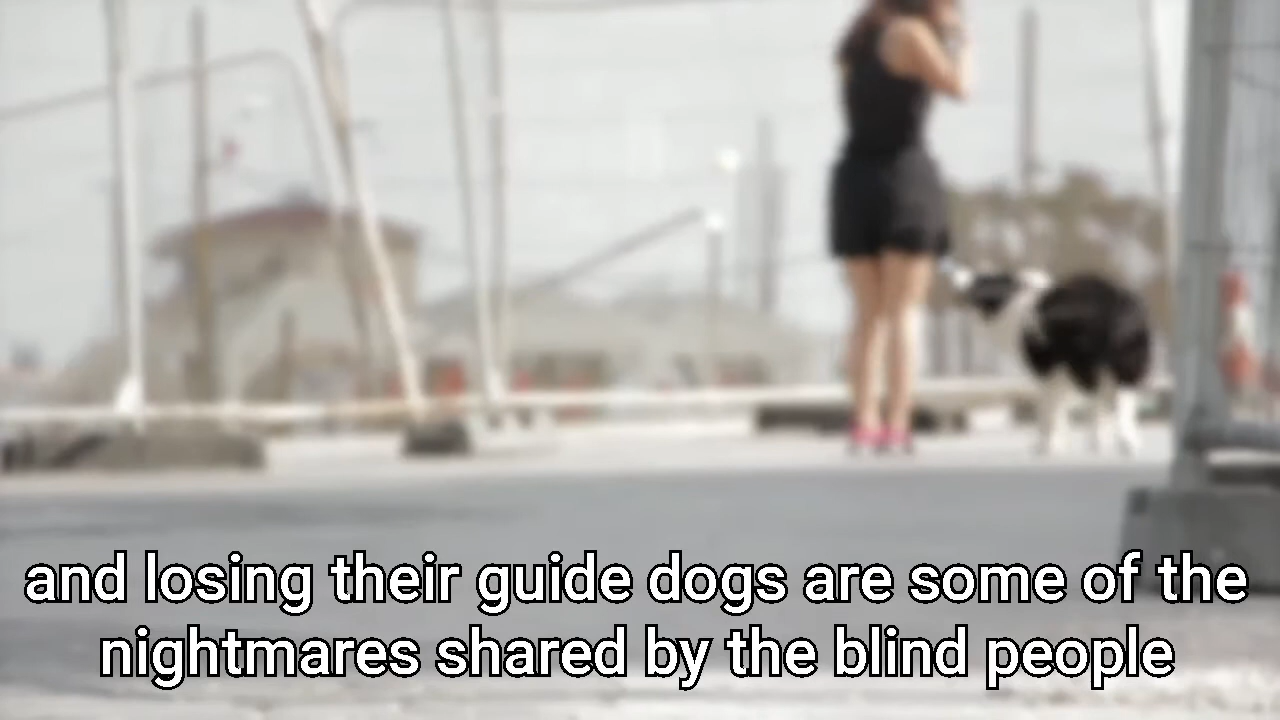 and losing their guide dogs are some of the
nightmares shared by the blind people